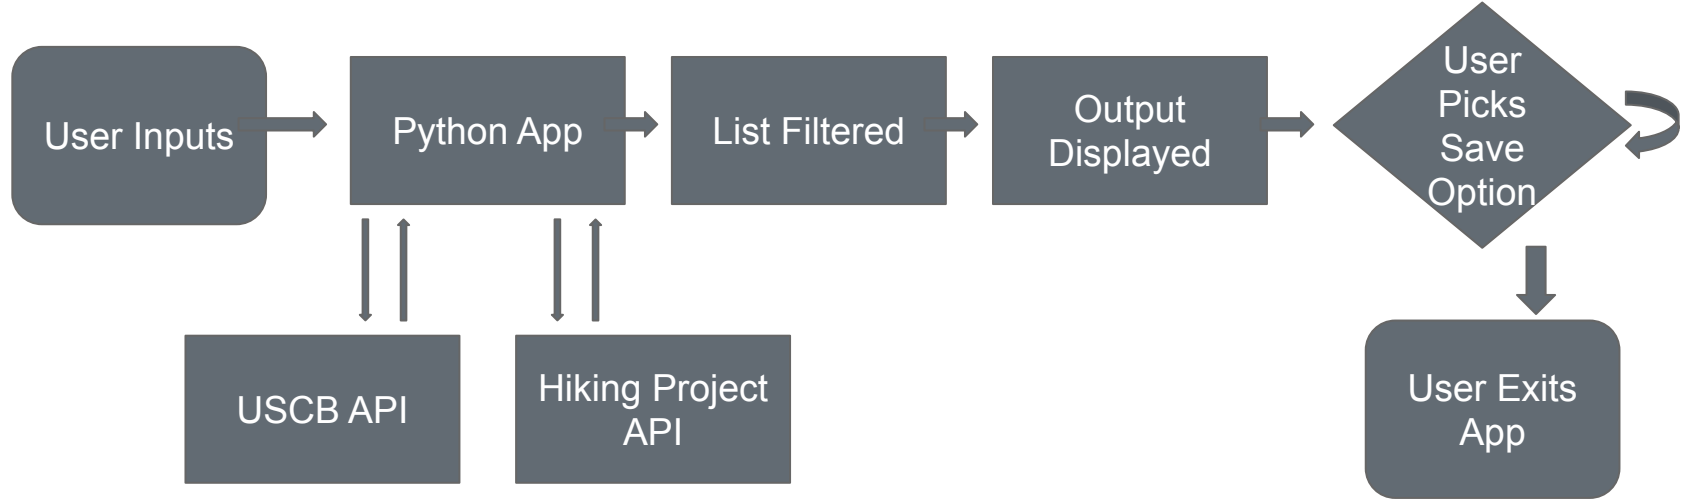 User Inputs
Python App
List Filtered
Output
Displayed
User
Picks
Save
Option
USCB API
Hiking Project
API
User Exits
App